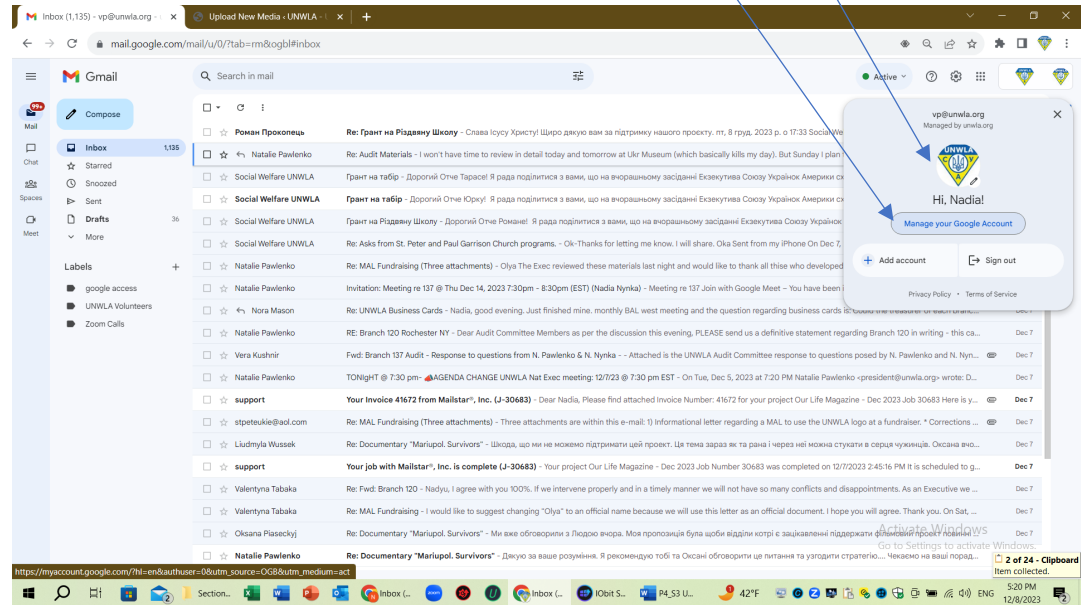 Inbox (1,135) - vp@unwla.org -
Upload New Media ‹ UNWLA -
mail.google.com/mail/u/0/?tab=rm&ogbl#inbox
Gmail
Search in mail
Active
99+
Mail
Chat
Spaces
Meet
Compose
Inbox 1,135
Starred
Snoozed
Sent
Drafts 36
More
Labels +
google access
UNWLA Volunteers
Zoom Calls
vp@unwla.org
Managed by unwla.org
UNWLA
Hi, Nadia!
Manage your Google Account
Add account
Sign out
Privacy Policy • Terms of Service
Роман Прокопець Re: Грант на Різдвяну Школу - Слава Ісусу Христу! Щиро дякую вам за підтримку нашого проєкту. пт, 8 груд. 2023 р. о 17:33 Social We
Natalie Pawlenko Re: Audit Materials - I won't have time to review in detail today and tomorrow at Ukr Museum (which basically kills my day). But Sunday I plan
Social Welfare UNWLA Грант на табір - Дорогий Отче Тарасе! Я рада поділитися з вами, що на вчорашньому засіданні Екзекутива Союзу Українок Америки
Social Welfare UNWLA Грант на табір - Дорогий Отче Юрку! Я рада поділитися з вами, що на вчорашньому засіданні Екзекутива Союзу Українок Америки
Social Welfare UNWLA Грант на Різдвяну Школу - Дорогий Отче Романе! Я рада поділитися з вами, що на вчорашньому засіданні Екзекутива Союзу Українок
Social Welfare UNWLA Re: Asks from St. Peter and Paul Garrison Church programs. - Ok-Thanks for letting me know. I will share. Oka Sent from my iPhone On Dec 7,
Natalie Pawlenko Re: MAL Fundraising (Three attachments) - Olya The Exec reviewed these materials last night and would like to thank all thise who developed
Natalie Pawlenko Invitation: Meeting re 137 @ Thu Dec 14, 2023 7:30pm - 8:30pm (EST) (Nadia Nynka) - Meeting re 137 Join with Google Meet – You have been
Nora Mason Re: UNWLA Business Cards - Nadia, good evening. Just finished mine. monthly BAL west meeting and the question regarding business cards is: Could the treasurer of each branc... Dec 7
Natalie Pawlenko RE: Branch 120 Rochester NY - Dear Audit Committee Members as per the discussion this evening, PLEASE send us a definitive statement regarding Branch 120 in writing - this ca... Dec 7
Vera Kushnir Fwd: Branch 137 Audit - Response to questions from N. Pawlenko & N. Nynka - - Attached is the UNWLA Audit Committee response to questions posed by N. Pawlenko and N. Nyn... Dec 7
Natalie Pawlenko TONIgHT @ 7:30 pm- 📣AGENDA CHANGE UNWLA Nat Exec meeting: 12/7/23 @ 7:30 pm EST - On Tue, Dec 5, 2023 at 7:20 PM Natalie Pawlenko <president@unwla.org> wrote: D... Dec 7
support Your Invoice 41672 from Mailstar®, Inc. (J-30683) - Dear Nadia, Please find attached Invoice Number: 41672 for your project Our Life Magazine - Dec 2023 Job 30683 Here is y... Dec 7
stpeteukie@aol.com Re: MAL Fundraising (Three attachments) - Three attachments are within this e-mail: 1) Informational letter regarding a MAL to use the UNWLA logo at a fundraiser. * Corrections ... Dec 7
Liudmyla Wussek Re: Documentary "Mariupol. Survivors" - Шкода, що ми не можемо підтримати цей проект. Ця тема зараз як та рана і через неї можна стукати в серця чужинців. Оксана вчо... Dec 7
support Your job with Mailstar®, Inc. is complete (J-30683) - Your project Our Life Magazine - Dec 2023 Job Number 30683 was completed on 12/7/2023 2:45:16 PM It is scheduled to g... Dec 7
Valentyna Tabaka Re: Fwd: Branch 120 - Nadyu, I agree with you 100%. If we intervene properly and in a timely manner we will not have so many conflicts and disappointments. As an Executive we ... Dec 7
Valentyna Tabaka Re: MAL Fundraising - I would like to suggest changing "Olya" to an official name because we will use this letter as an official document. I hope you will agree. Thank you. On Sat, ... Dec 7
Oksana Piaseckyj Re: Documentary "Mariupol. Survivors" - Ми вже обговорили з Людою вчора. Моя пропозиція була щоби відділи котрі є зацікавленні піддержати фільмовий проект повинні ... Dec 7
Natalie Pawlenko Re: Documentary "Mariupol. Survivors" - Дякую за ваше розуміння. Я рекомендую тобі та Оксані обговорити це питання та узгодити стратегію.... Чекаємо на ваші порад...
Activate Windows
Go to Settings to activate Windows.
2 of 24 - Clipboard
Item collected.
https://myaccount.google.com/?hl=en&authuser=0&utm_source=OGB&utm_medium=act
Section...
Inbox (...
Inbox (...
IObit S...
P4_S3 U...
42°F
ENG
5:20 PM
12/8/2023
2